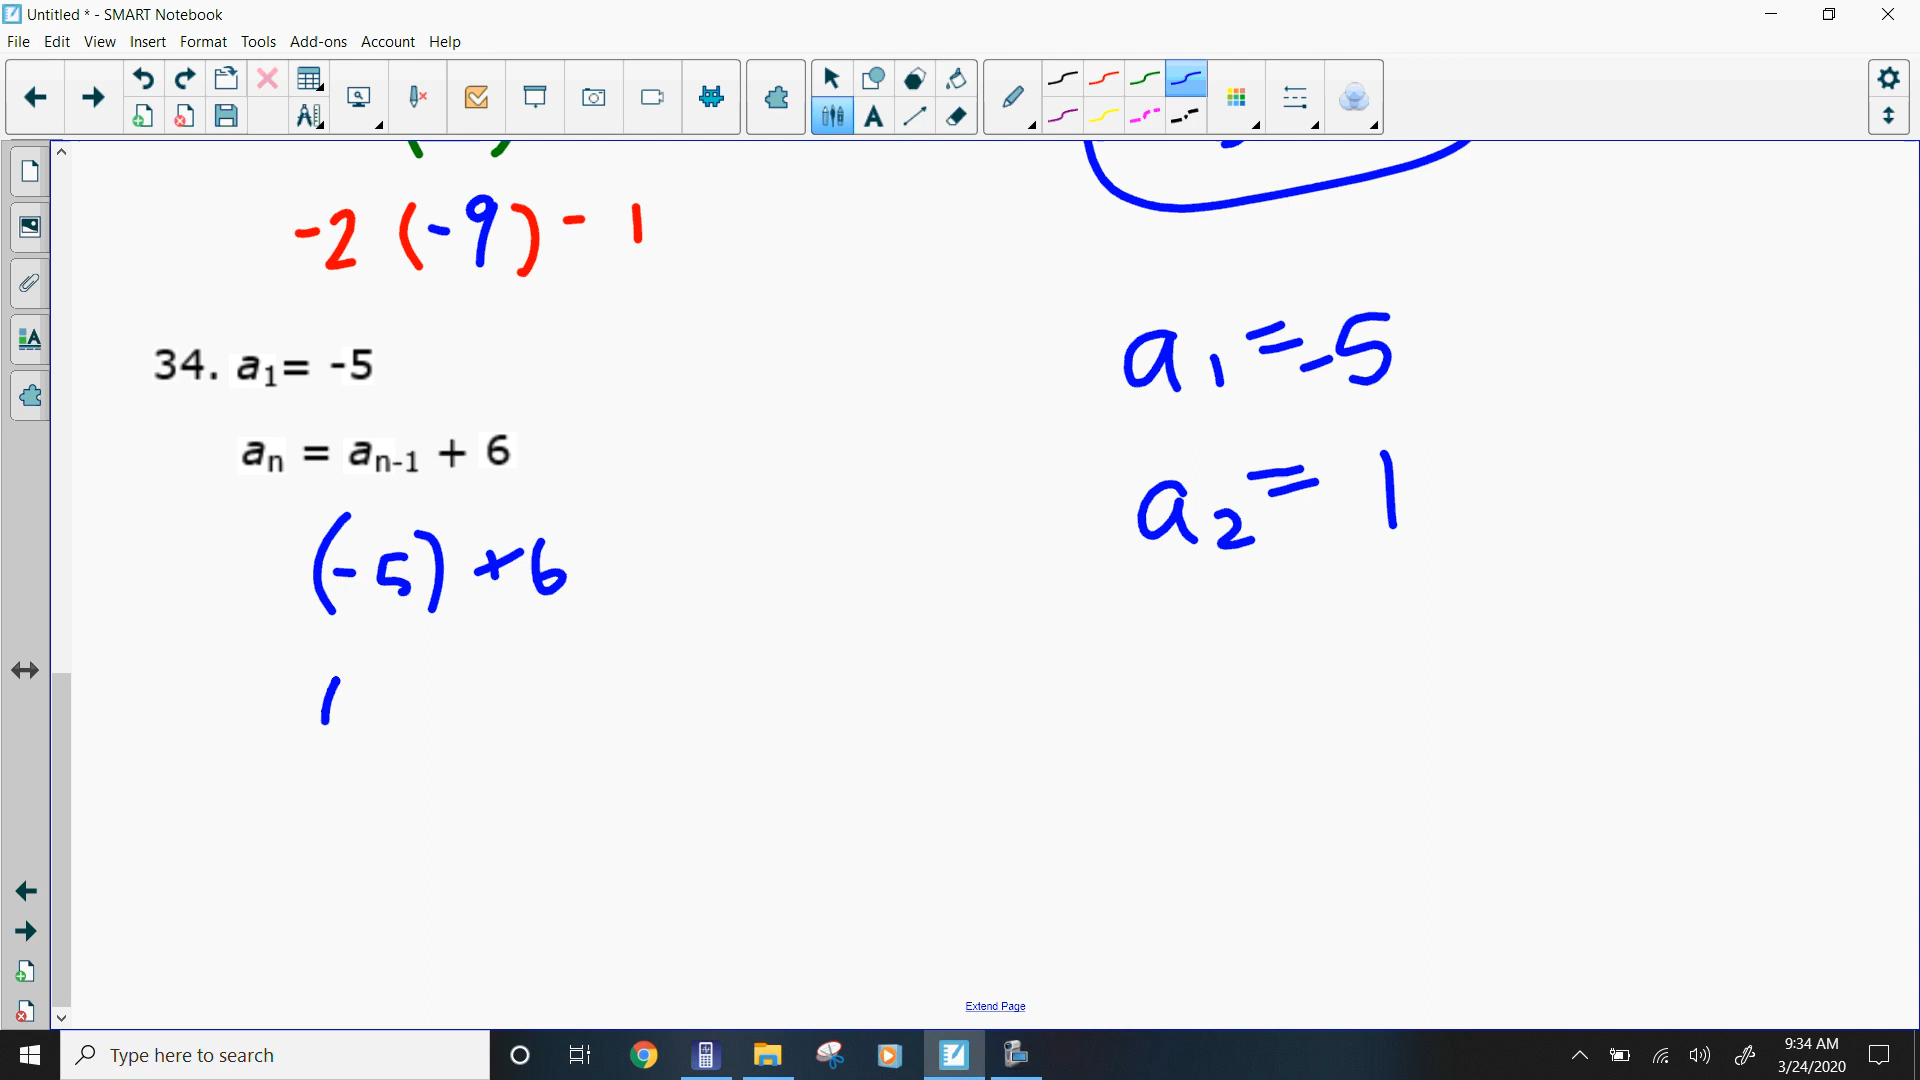 Untitled * - SMART Notebook
File Edit View Insert Format Tools Add-ons Account Help
-2 (-9) - 1
34. a₁= -5
aₙ = aₙ₋₁ + 6
(-5) +6
a₁ = -5
a₂ = 1
Extend Page
Type here to search
9:34 AM
3/24/2020